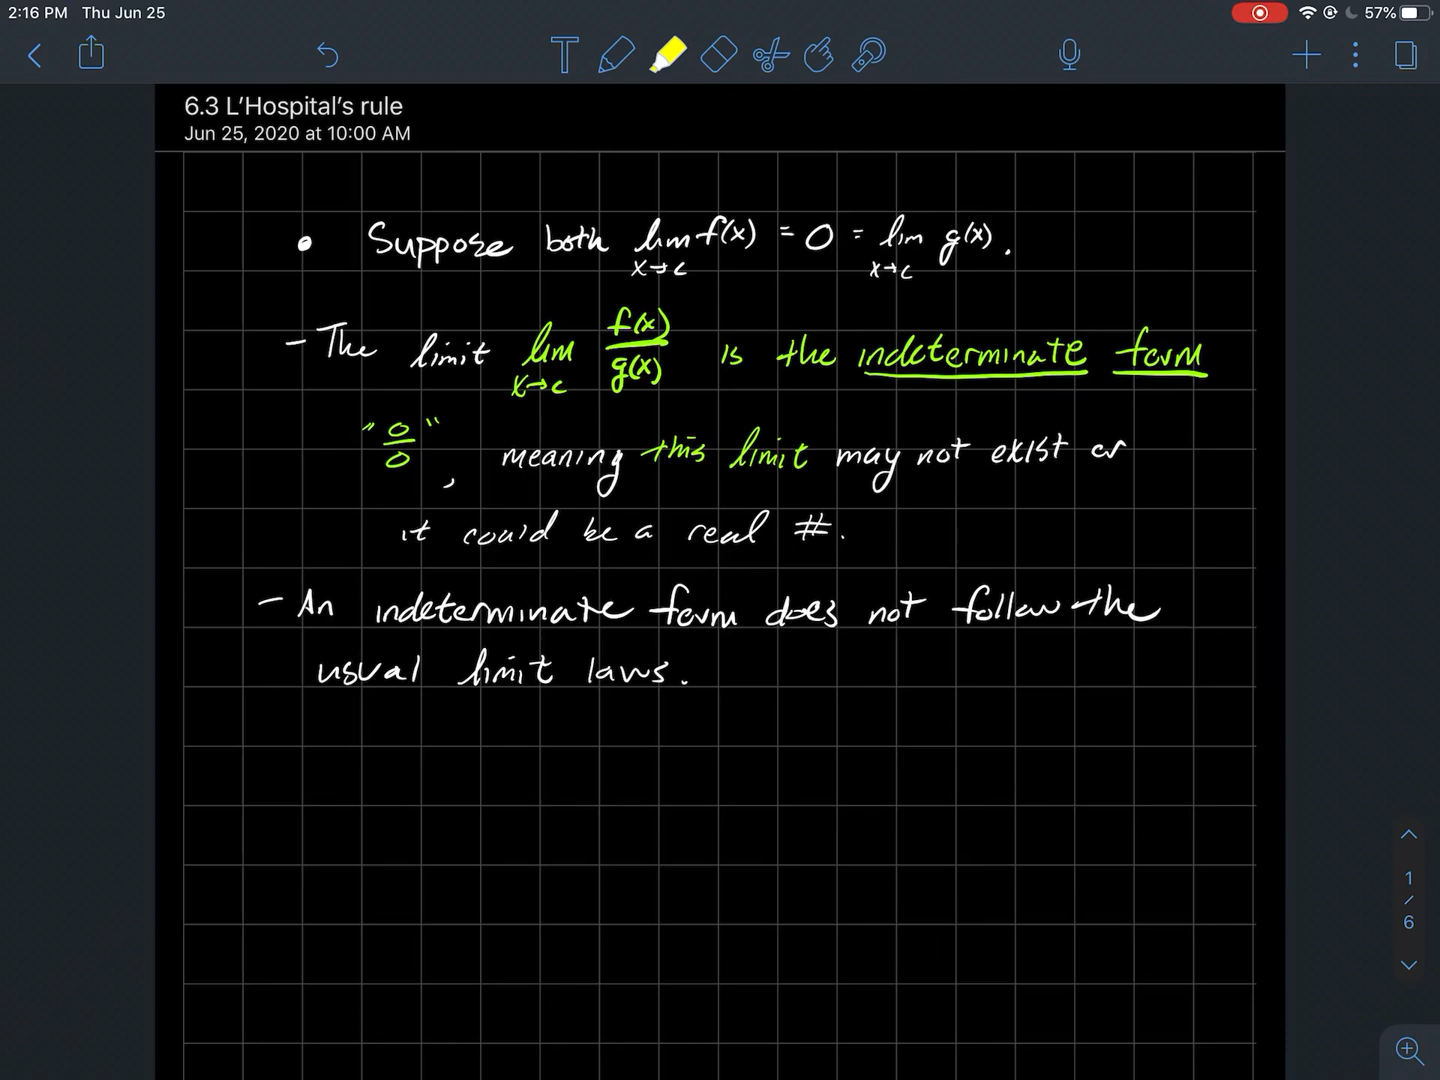 2:16 PM Thu Jun 25
57%
6.3 L'Hospital's rule
Jun 25, 2020 at 10:00 AM
• Suppose both lim f(x) = 0 = lim g(x).
x→c x→c
- The limit lim f(x)/g(x) is the indeterminate form
x→c
"0/0", meaning this limit may not exist or
it could be a real #.
- An indeterminate form does not follow the
usual limit laws.
1
/
6